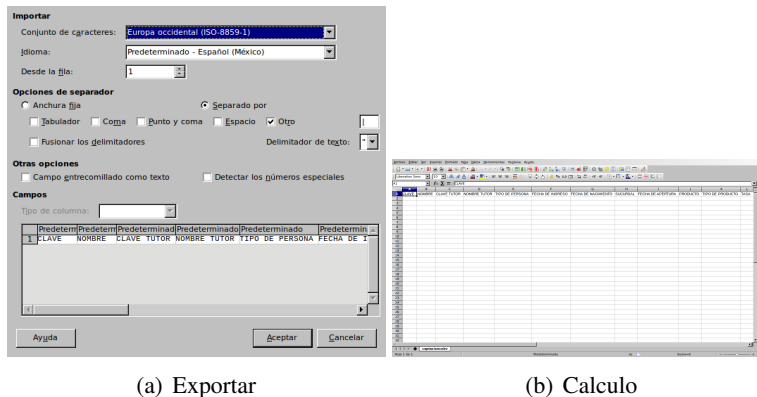 Importar
Conjunto de caracteres: Europa occidental (ISO-8859-1)
Idioma: Predeterminado - Español (México)
Desde la fila: 1
Opciones de separador
Anchura fija Separado por
Tabulador Coma Punto y coma Espacio Otro |
Fusionar los delimitadores Delimitador de texto: "
Otras opciones
Campo entrecomillado como texto Detectar los números especiales
Campos
Tipo de columna:
Predeterm Predeterm Predeterminad Predeterminado Predeterminado Predetermin
1 CLAVE NOMBRE CLAVE TUTOR NOMBRE TUTOR TIPO DE PERSONA FECHA DE I
Ayuda Aceptar Cancelar
CLAVE NOMBRE CLAVE TUTOR NOMBRE TUTOR TIPO DE PERSONA FECHA DE INGRESO FECHA DE NACIMIENTO SUCURSAL FECHA DE APERTURA PRODUCTO TIPO DE PRODUCTO TASA
(a) Exportar
(b) Calculo